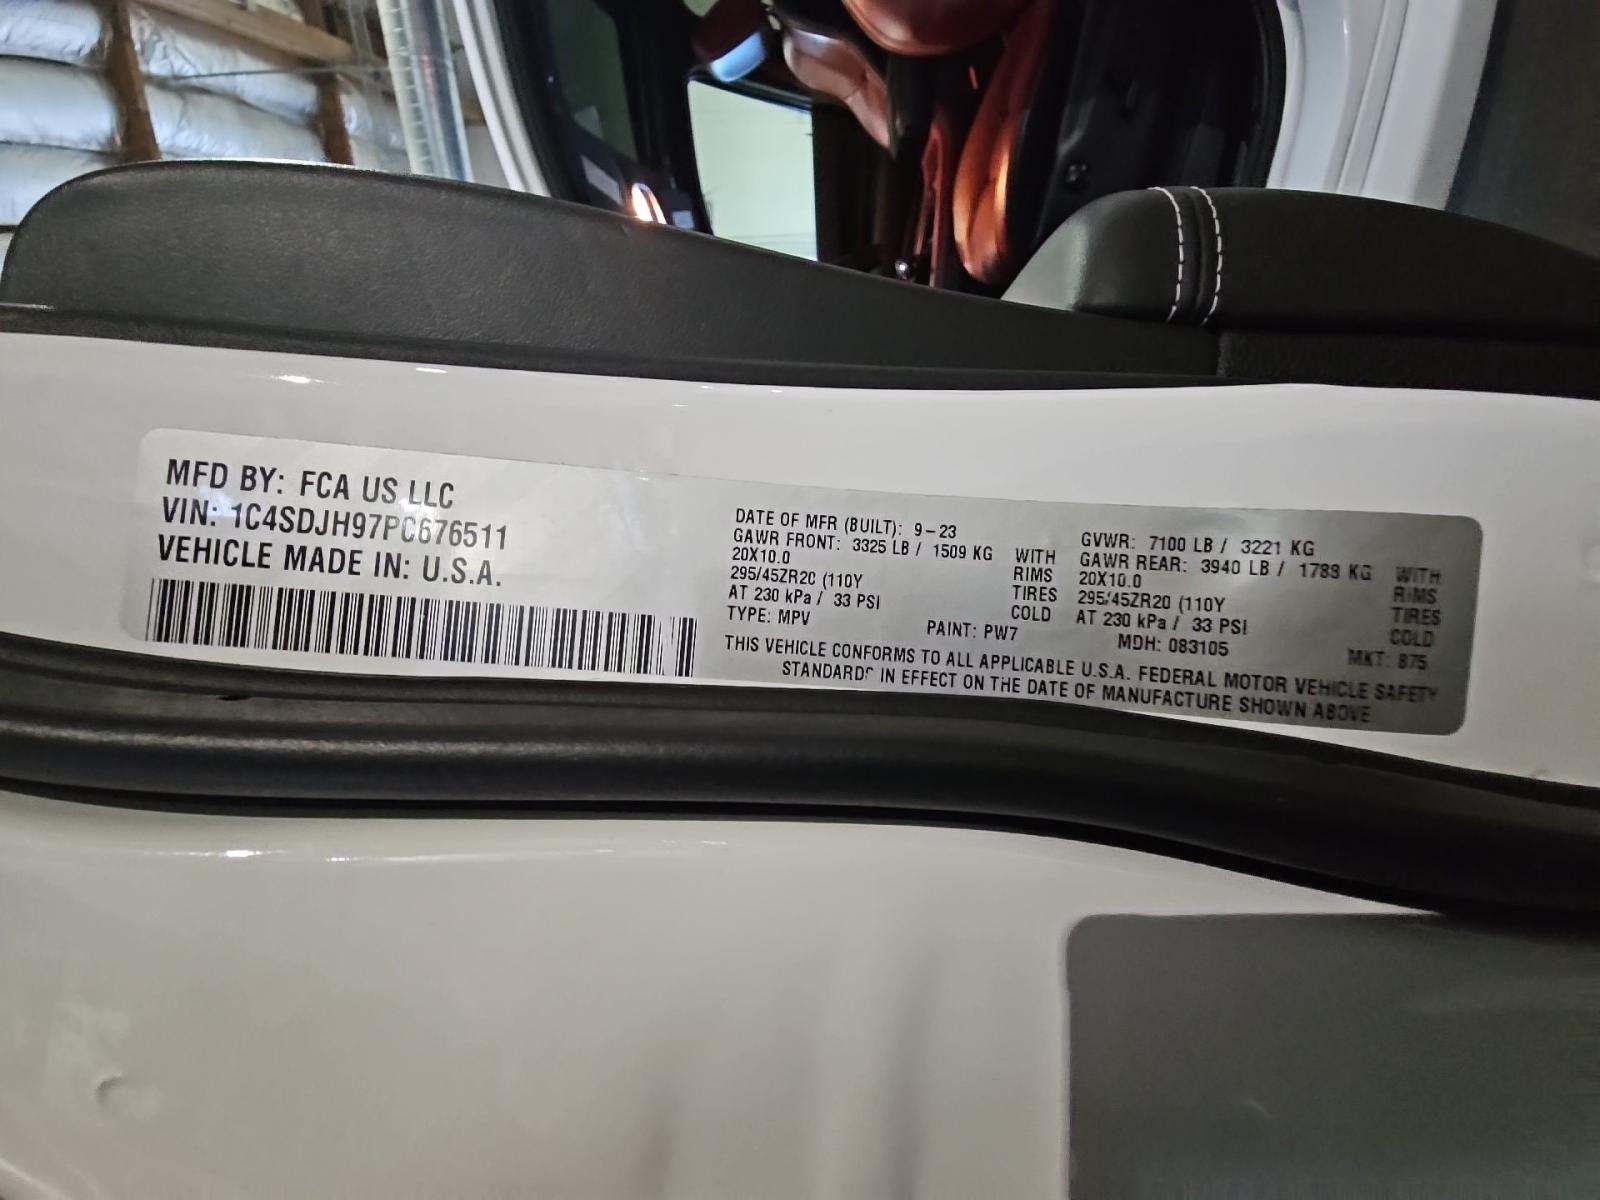 MFD BY: FCA US LLC
VIN: 1C4SDJH97PC676511
VEHICLE MADE IN: U.S.A.
DATE OF MFR (BUILT): 9-23 GVWR: 7100 LB / 3221 KG
GAWR FRONT: 3325 LB / 1509 KG WITH GAWR REAR: 3940 LB / 1788 KG WITH
20X10.0 RIMS 20X10.0 RIMS
295/45ZR20 (110Y TIRES 295/45ZR20 (110Y TIRES
AT 230 kPa / 33 PSI COLD AT 230 kPa / 33 PSI COLD
TYPE: MPV PAINT: PW7 MDH: 083105 MKT: 875
THIS VEHICLE CONFORMS TO ALL APPLICABLE U.S.A. FEDERAL MOTOR VEHICLE SAFETY
STANDARDS IN EFFECT ON THE DATE OF MANUFACTURE SHOWN ABOVE